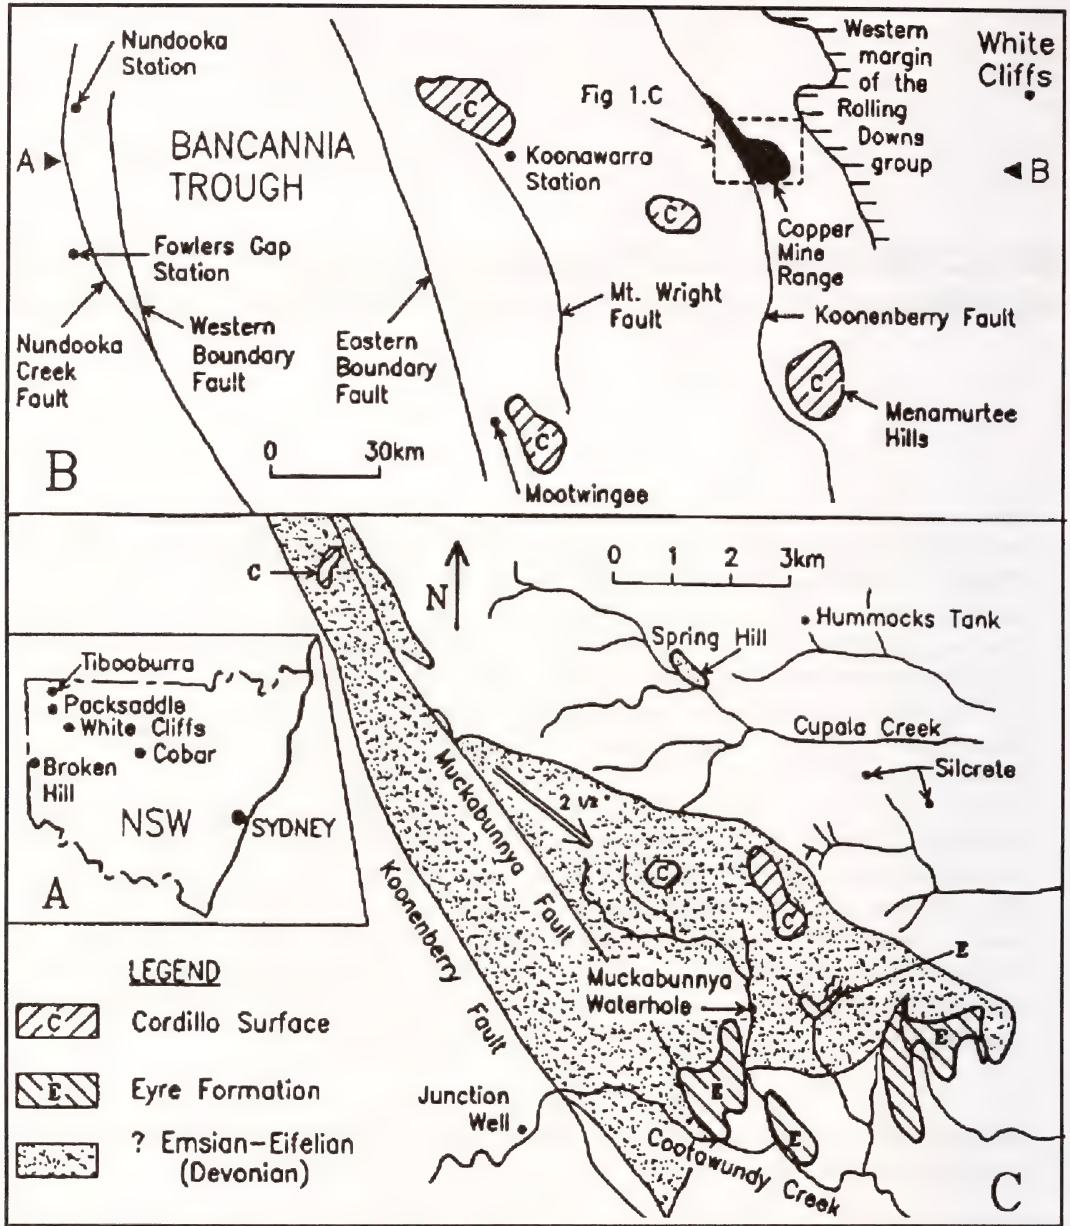 Nundooka
Station
C
Fig 1.C
Western
margin
of the
Rolling
Downs
group
White
Cliffs
A
BANCANNIA
TROUGH
Koonawarra
Station
B
C
Copper
Mine
Range
Fowlers Gap
Station
Nundooka
Creek
Fault
Western
Boundary
Fault
Eastern
Boundary
Fault
Mt. Wright
Fault
Koonenberry Fault
C
Menamurtee
Hills
B
0 30km
C
Mootwingee
C
N
0 1 2 3km
Spring Hill
Hummocks Tank
Cupala Creek
Silcrete
Tibooburra
Packsaddle
White Cliffs
Cobar
Broken
Hill
NSW
SYDNEY
A
Muckabunnya Fault
2 1/2°
Koonenberry Fault
C
C
E
Muckabunnya
Waterhole
E
E
E
Junction
Well
Cootawundy Creek
C
LEGEND
C Cordillo Surface
E Eyre Formation
? Emsian-Eifelian
(Devonian)